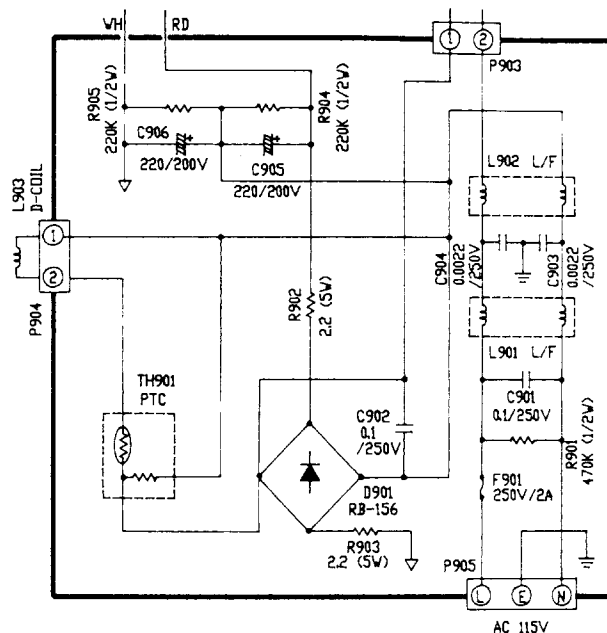 WH RD
1 2
P903
R905
220K (1/2W)
R904
220K (1/2W)
C906
220/200V
C905
220/200V
L903
D-COIL
1
2
P904
L902 L/F
C904
0.0022
/250V
C903
0.0022
/250V
R902
2.2 (5W)
L901 L/F
TH901
PTC
C901
0.1/250V
C902
0.1
/250V
R901
470K (1/2W)
F901
250V/2A
D901
RB-156
R903
2.2 (5W)
P905
L E N
AC 115V